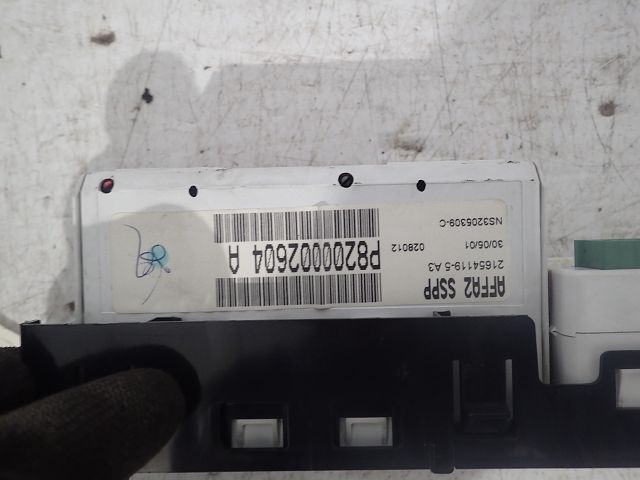 AFFA2 SSPP
21654119-5 A3
30/05/01
NS3205309-C
028012
P8200002604 A